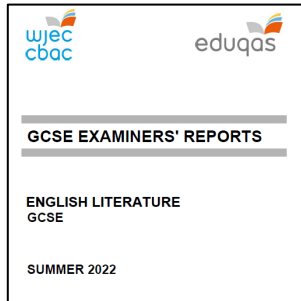 wjec
cbac
eduqas
GCSE EXAMINERS' REPORTS
ENGLISH LITERATURE
GCSE
SUMMER 2022